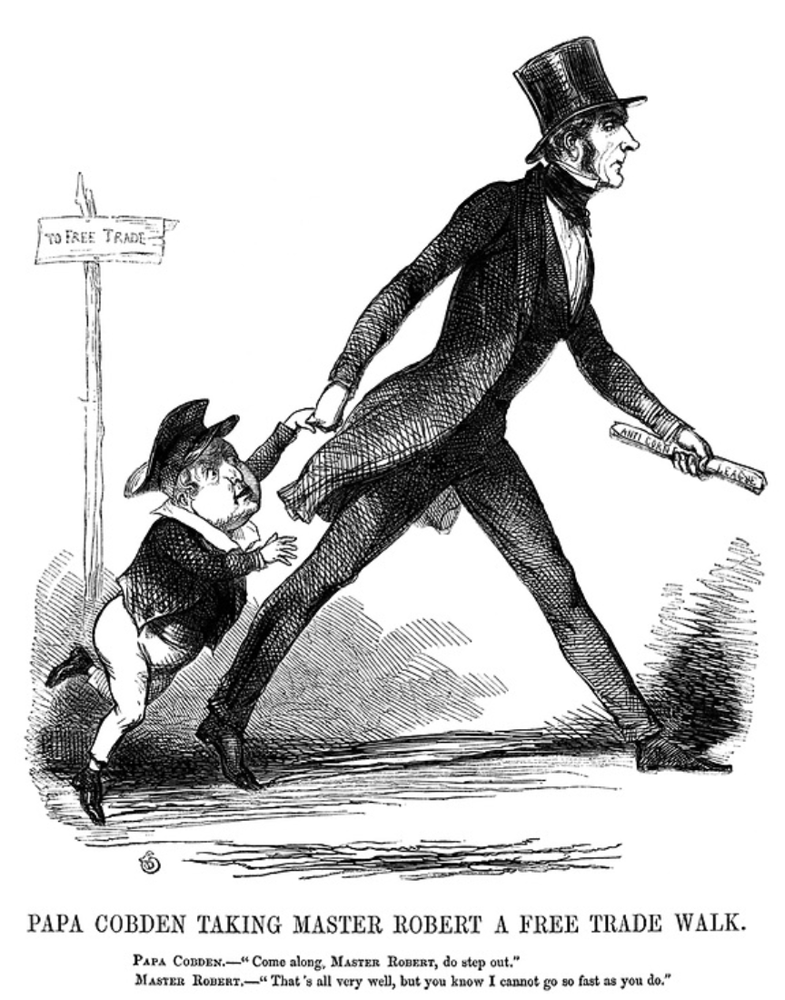 TO FREE TRADE
ANTI CORN LEAGUE
PAPA COBDEN TAKING MASTER ROBERT A FREE TRADE WALK.
PAPA COBDEN.—“Come along, MASTER ROBERT, do step out.”
MASTER ROBERT.—“That's all very well, but you know I cannot go so fast as you do.”